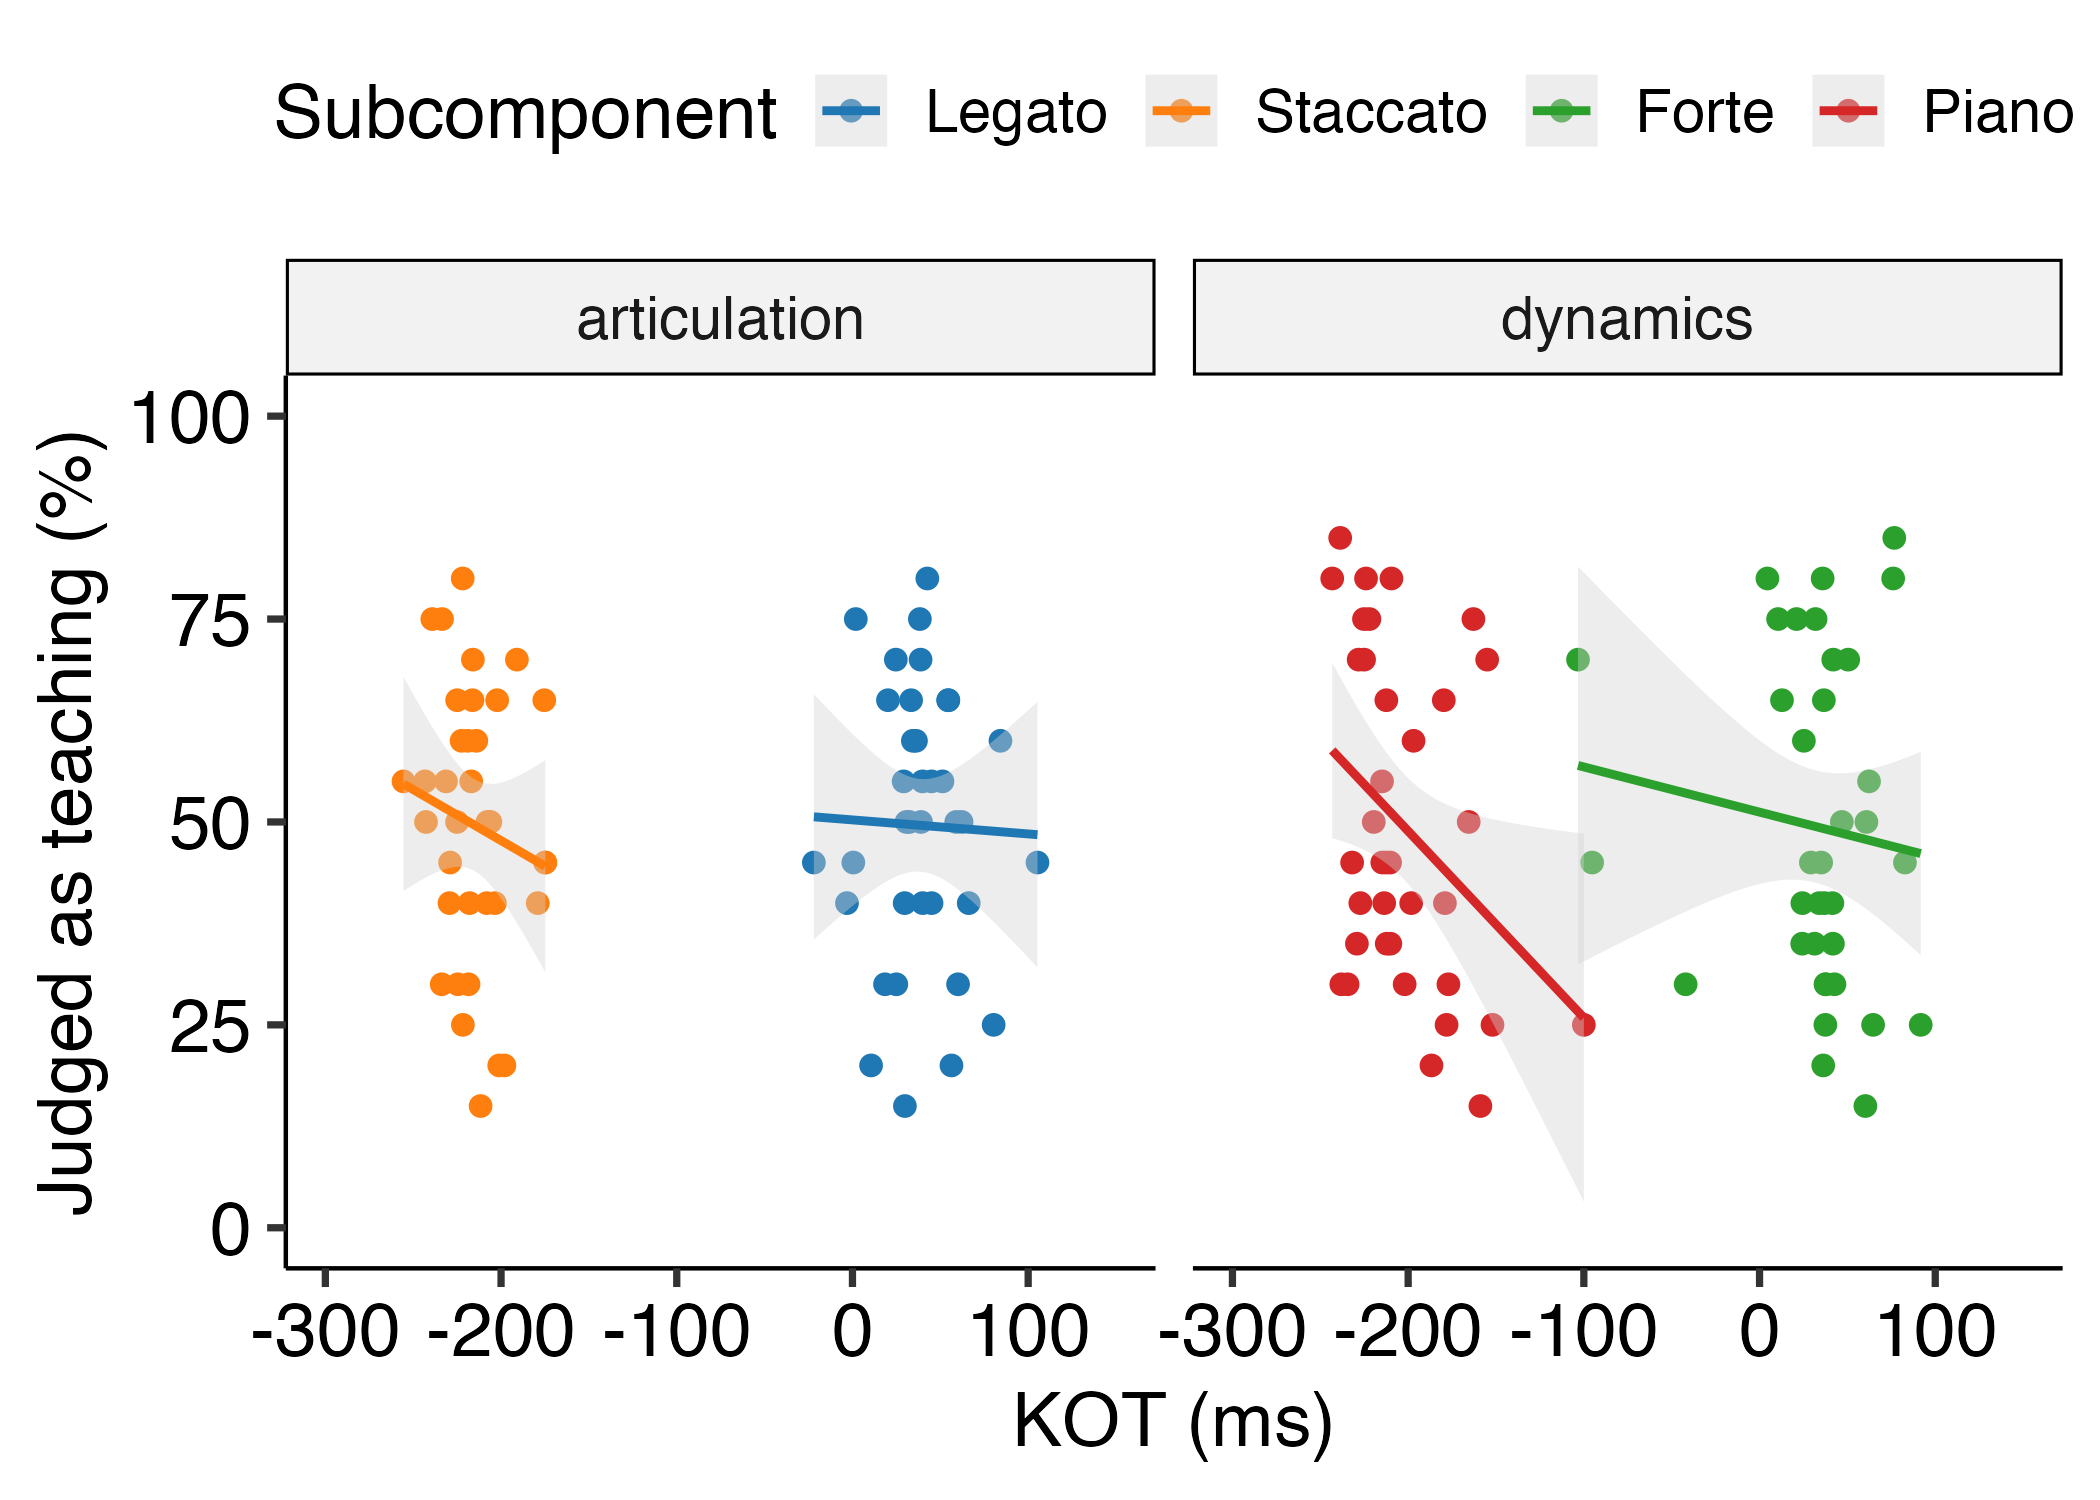 Subcomponent Legato Staccato Forte Piano
articulation dynamics
100
75
50
25
0
Judged as teaching (%)
-300 -200 -100 0 100 -300 -200 -100 0 100
KOT (ms)